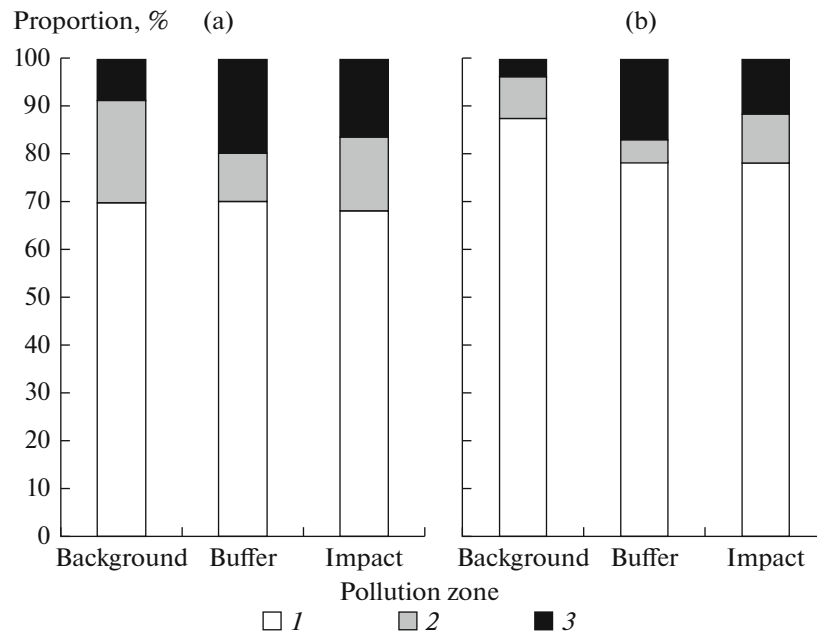 Proportion, % (a) (b)
100
90
80
70
60
50
40
30
20
10
0
Background Buffer Impact Background Buffer Impact
Pollution zone
1 2 3